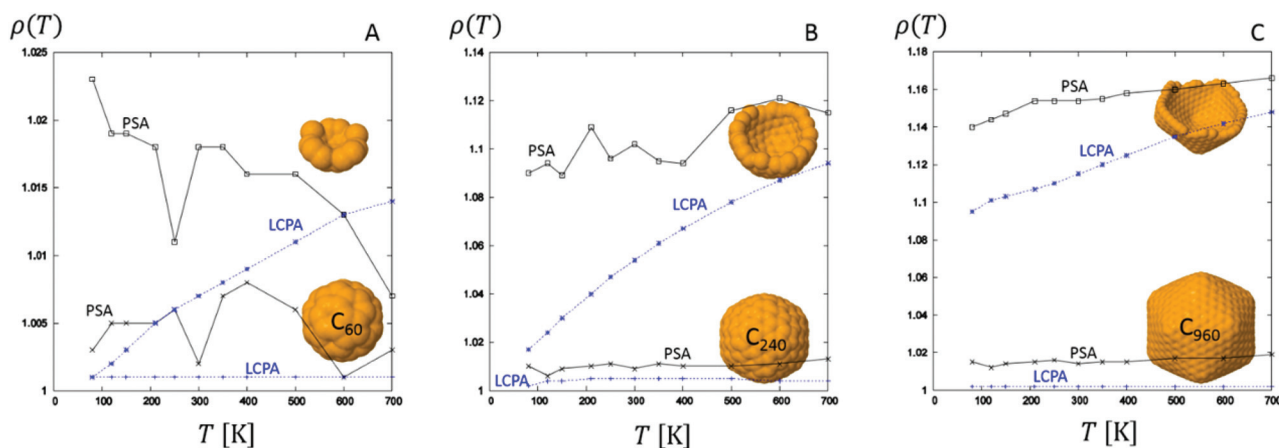 ρ(T)
A
1.025
1.02
1.015
1.01
1.005
1
PSA
LCPA
PSA
C60
LCPA
0 100 200 300 400 500 600 700
T [K]
ρ(T)
B
1.14
1.12
1.1
1.08
1.06
1.04
1.02
1
PSA
LCPA
C240
PSA
LCPA
0 100 200 300 400 500 600 700
T [K]
ρ(T)
C
1.18
1.16
1.14
1.12
1.1
1.08
1.06
1.04
1.02
1
PSA
LCPA
C960
PSA
LCPA
0 100 200 300 400 500 600 700
T [K]